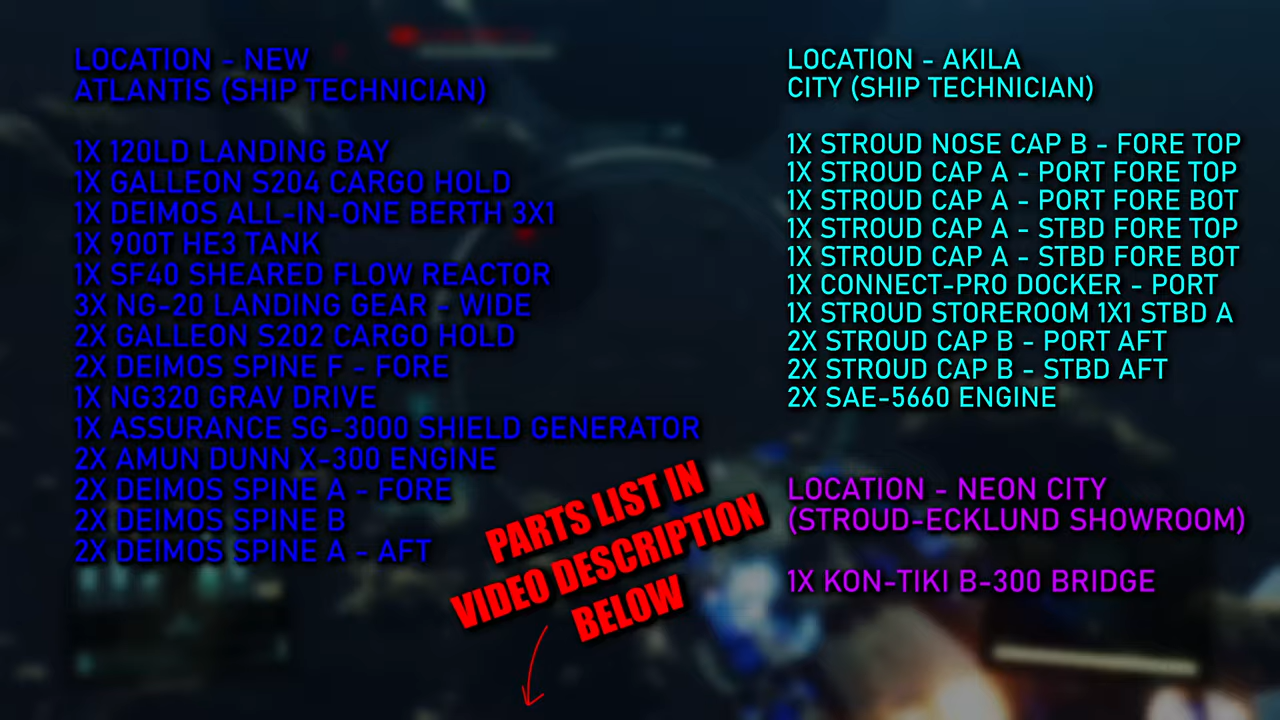 LOCATION - NEW
ATLANTIS (SHIP TECHNICIAN)
1X 120LD LANDING BAY
1X GALLEON S204 CARGO HOLD
1X DEIMOS ALL-IN-ONE BERTH 3X1
1X 900T HE3 TANK
1X SF40 SHEARED FLOW REACTOR
3X NG-20 LANDING GEAR - WIDE
2X GALLEON S202 CARGO HOLD
2X DEIMOS SPINE F - FORE
1X NG320 GRAV DRIVE
1X ASSURANCE SG-3000 SHIELD GENERATOR
2X AMUN DUNN X-300 ENGINE
2X DEIMOS SPINE A - FORE
2X DEIMOS SPINE B
2X DEIMOS SPINE A - AFT
LOCATION - AKILA
CITY (SHIP TECHNICIAN)
1X STROUD NOSE CAP B - FORE TOP
1X STROUD CAP A - PORT FORE TOP
1X STROUD CAP A - PORT FORE BOT
1X STROUD CAP A - STBD FORE TOP
1X STROUD CAP A - STBD FORE BOT
1X CONNECT-PRO DOCKER - PORT
1X STROUD STOREROOM 1X1 STBD A
2X STROUD CAP B - PORT AFT
2X STROUD CAP B - STBD AFT
2X SAE-5660 ENGINE
LOCATION - NEON CITY
(STROUD-ECKLUND SHOWROOM)
1X KON-TIKI B-300 BRIDGE
PARTS LIST IN
VIDEO DESCRIPTION
BELOW